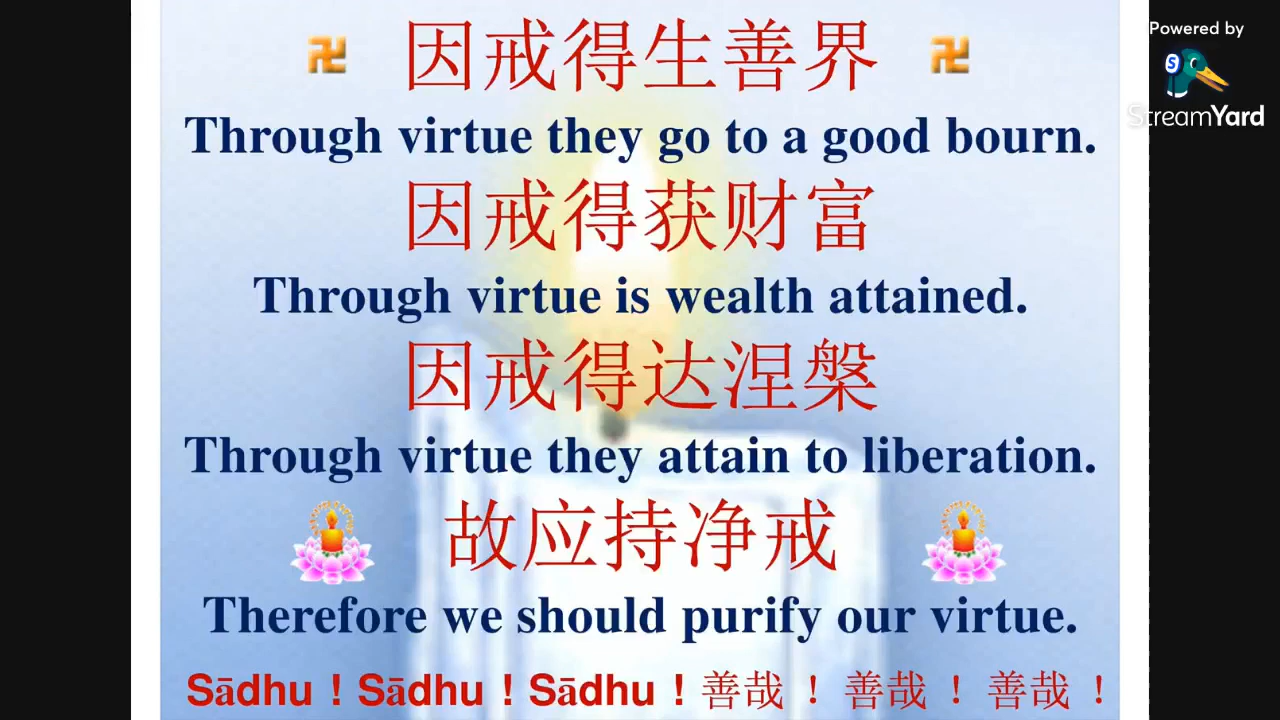 Powered by
StreamYard
卍 因戒得生善界 卍
Through virtue they go to a good bourn.
因戒得获财富
Through virtue is wealth attained.
因戒得达涅槃
Through virtue they attain to liberation.
故应持净戒
Therefore we should purify our virtue.
Sādhu ! Sādhu ! Sādhu ! 善哉 ! 善哉 ! 善哉 !